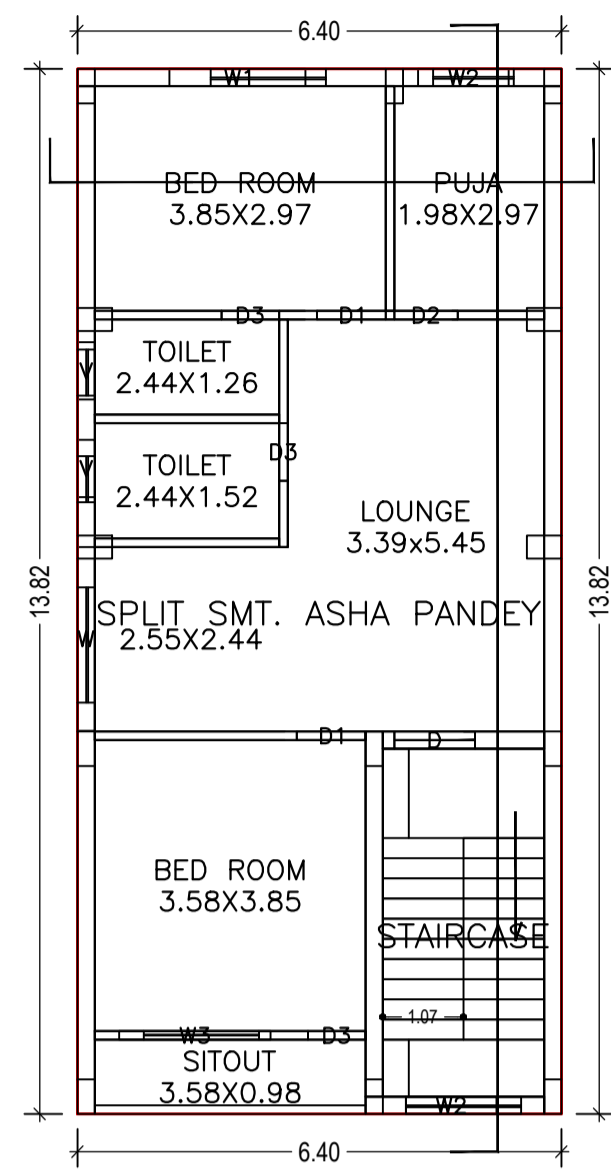 6.40
W1
W2
BED ROOM
3.85X2.97
PUJA
1.98X2.97
D3
D1
D2
TOILET
2.44X1.26
V
TOILET
2.44X1.52
V
D3
LOUNGE
3.39x5.45
13.82
13.82
SPLIT SMT. ASHA PANDEY
2.55X2.44
W
D1
D
BED ROOM
3.58X3.85
STAIRCASE
1.07
W3
D3
SITOUT
3.58X0.98
W2
6.40